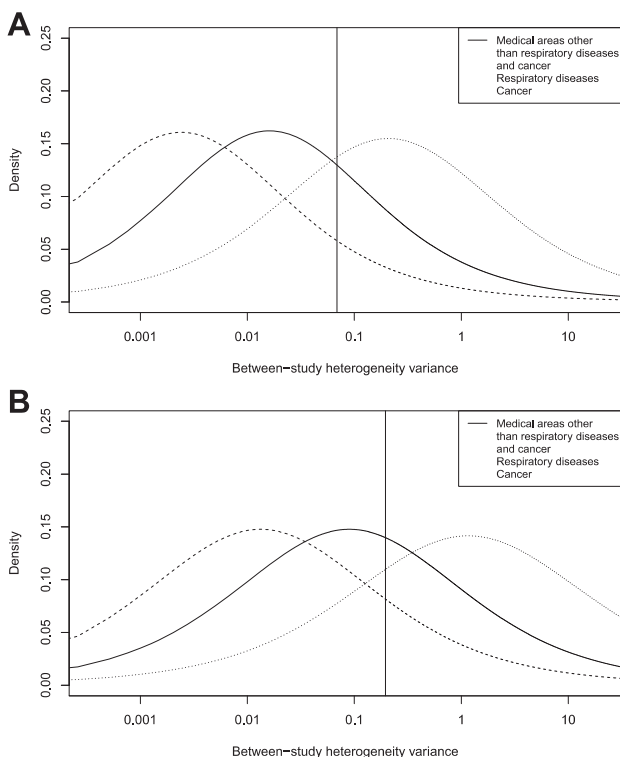 A
0.25
0.20
0.15
0.10
0.05
0.00
Density
Medical areas other
than respiratory diseases
and cancer
Respiratory diseases
Cancer
0.001 0.01 0.1 1 10
Between−study heterogeneity variance
B
0.25
0.20
0.15
0.10
0.05
0.00
Density
Medical areas other
than respiratory diseases
and cancer
Respiratory diseases
Cancer
0.001 0.01 0.1 1 10
Between−study heterogeneity variance